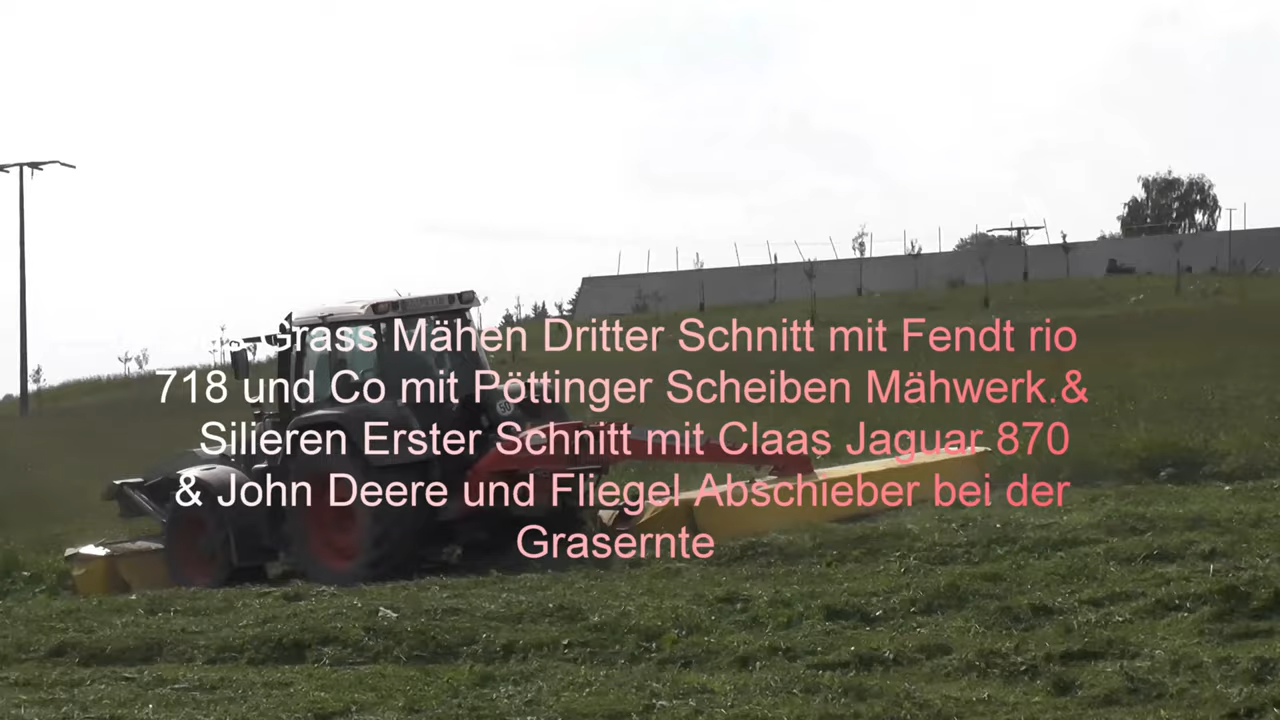 Grass Mähen Dritter Schnitt mit Fendt rio
718 und Co mit Pöttinger Scheiben Mähwerk.&
Silieren Erster Schnitt mit Claas Jaguar 870
& John Deere und Fliegel Abschieber bei der
Grasernte
50